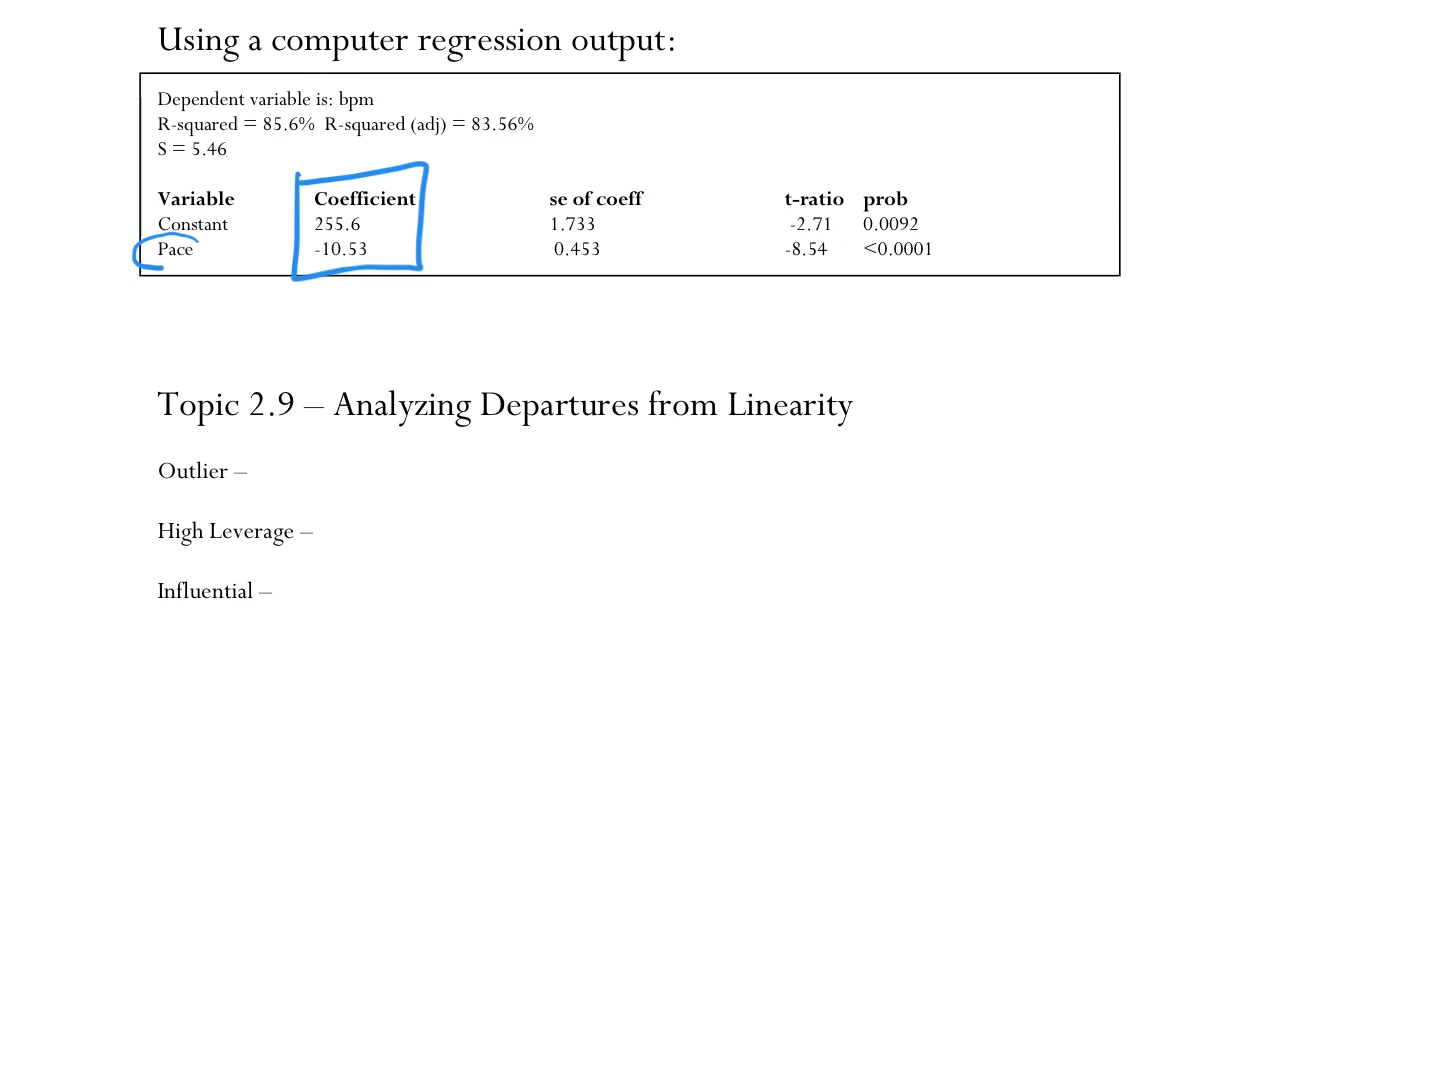 Using a computer regression output:
Dependent variable is: bpm
R-squared = 85.6% R-squared (adj) = 83.56%
S = 5.46
Variable Coefficient se of coeff t-ratio prob
Constant 255.6 1.733 -2.71 0.0092
Pace -10.53 0.453 -8.54 <0.0001
Topic 2.9 – Analyzing Departures from Linearity
Outlier –
High Leverage –
Influential –